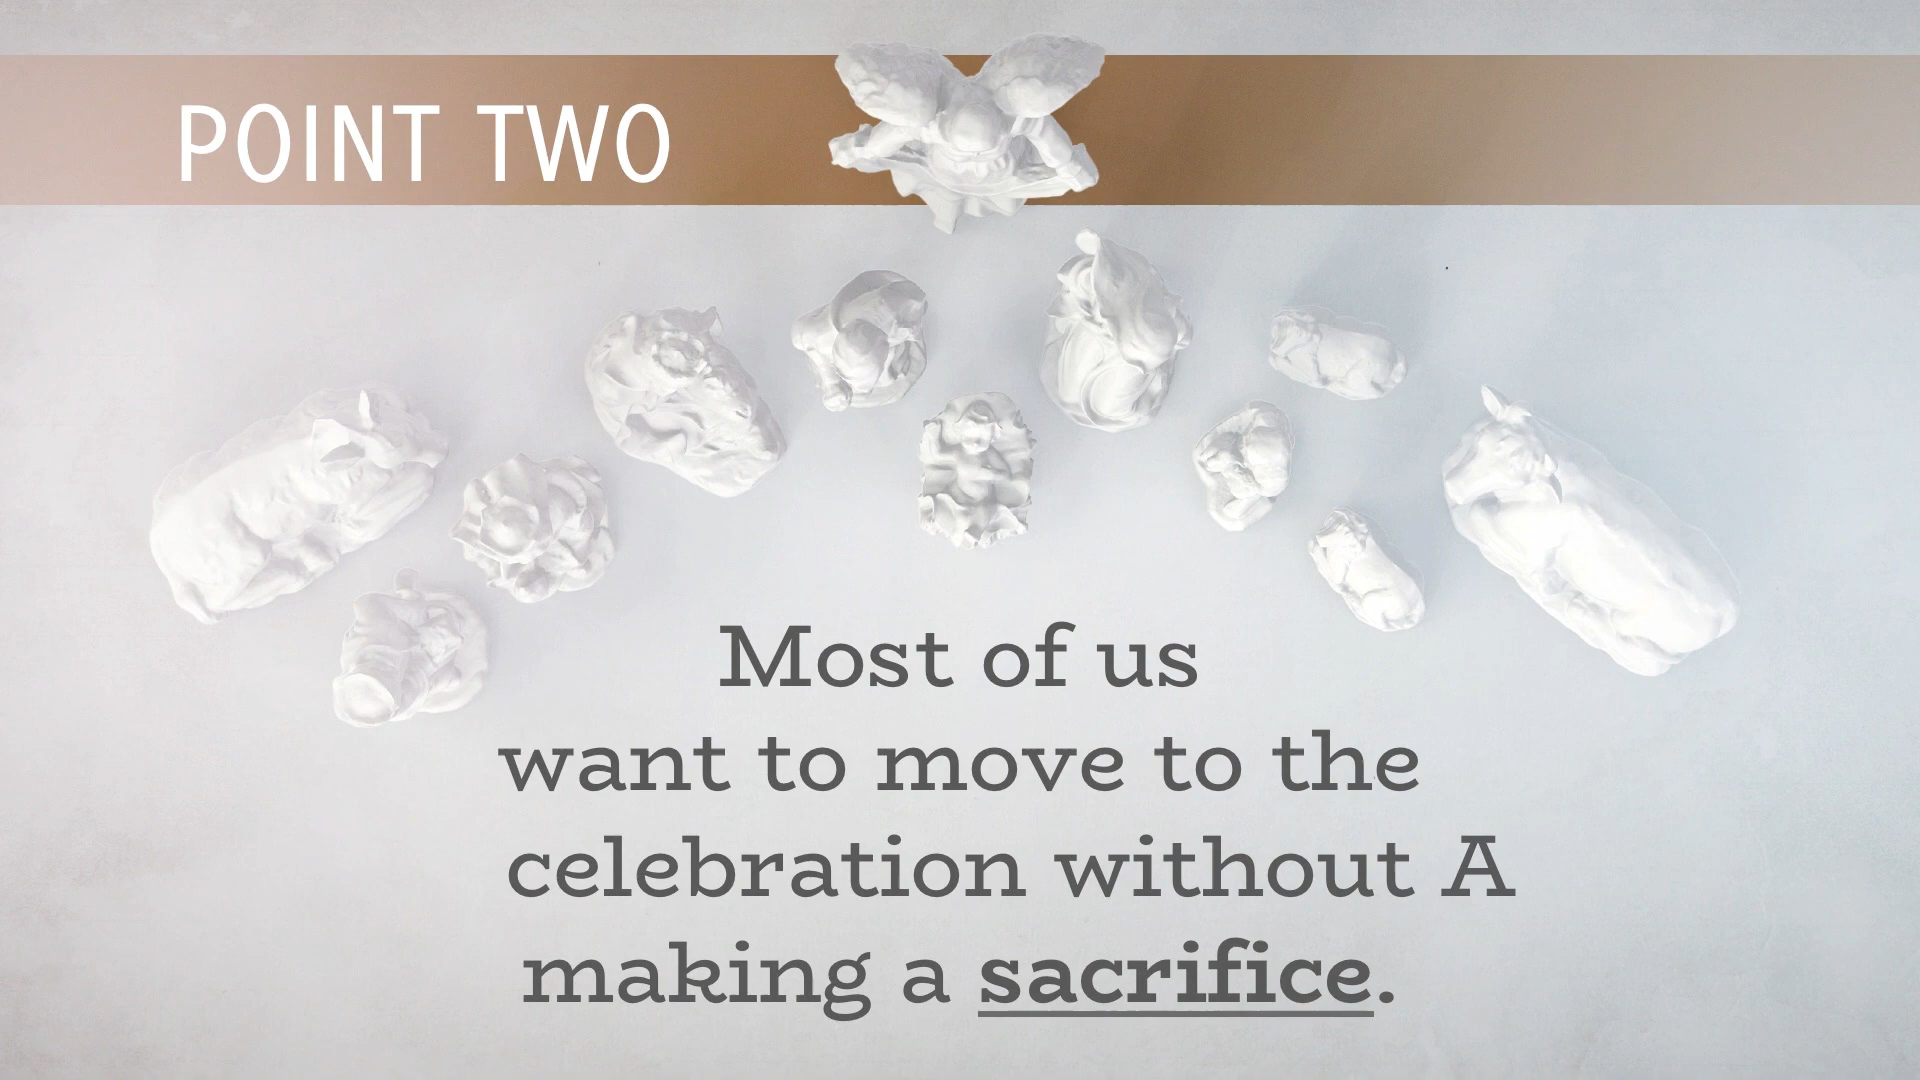 POINT TWO
Most of us
want to move to the
celebration without A
making a sacrifice.